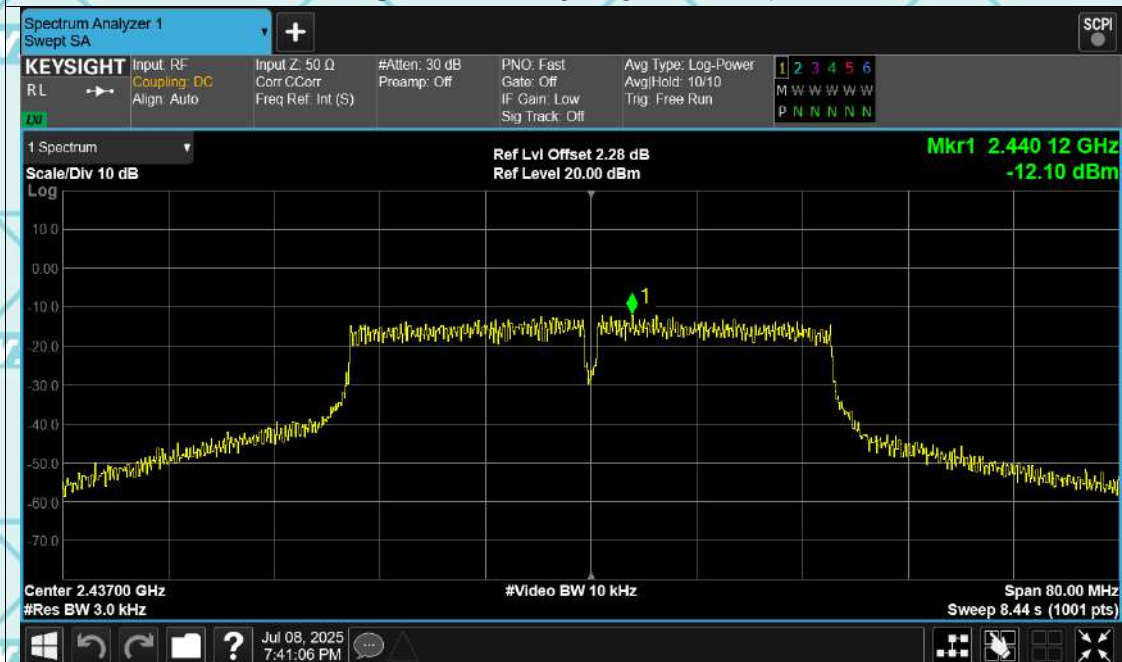 Spectrum Analyzer 1
Swept SA
+
SCPI
KEYSIGHT
RL
LXI
Input: RF
Coupling: DC
Align: Auto
Input Z: 50 Ω
Corr CCorr
Freq Ref: Int (S)
#Atten: 30 dB
Preamp: Off
PNO: Fast
Gate: Off
IF Gain: Low
Sig Track: Off
Avg Type: Log-Power
Avg|Hold: 10/10
Trig: Free Run
1 2 3 4 5 6
M W W W W W
P N N N N N
1 Spectrum
Scale/Div 10 dB
Log
Ref Lvl Offset 2.28 dB
Ref Level 20.00 dBm
Mkr1 2.440 12 GHz
-12.10 dBm
10.0
0.00
-10.0
-20.0
-30.0
-40.0
-50.0
-60.0
-70.0
1
Center 2.43700 GHz
#Res BW 3.0 kHz
#Video BW 10 kHz
Span 80.00 MHz
Sweep 8.44 s (1001 pts)
?
Jul 08, 2025
7:41:06 PM